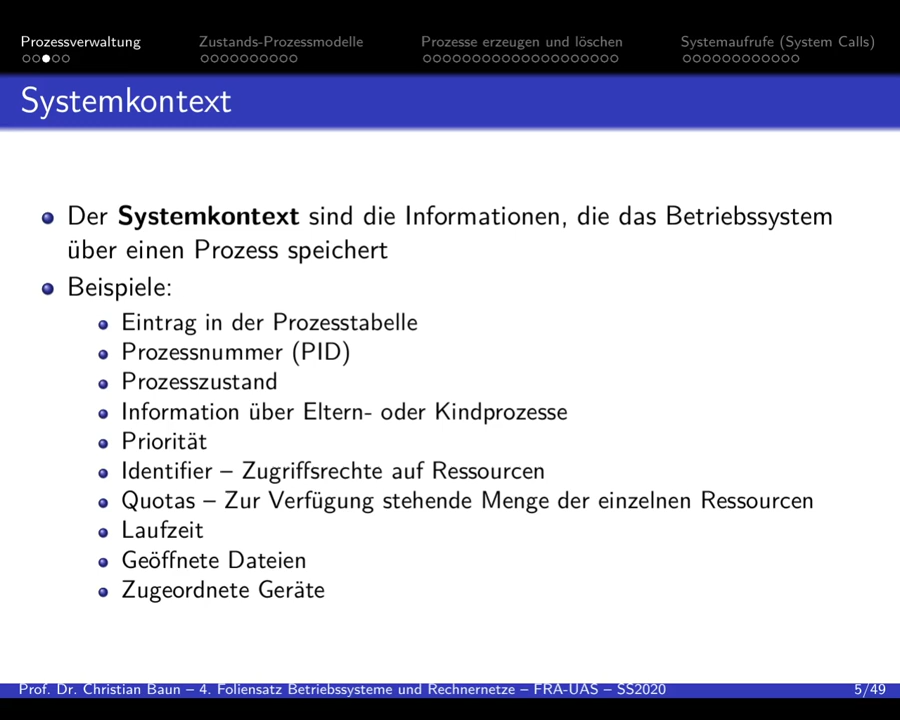 Prozessverwaltung Zustands-Prozessmodelle Prozesse erzeugen und löschen Systemaufrufe (System Calls)
Systemkontext
Der Systemkontext sind die Informationen, die das Betriebssystem
über einen Prozess speichert
Beispiele:
Eintrag in der Prozesstabelle
Prozessnummer (PID)
Prozesszustand
Information über Eltern- oder Kindprozesse
Priorität
Identifier – Zugriffsrechte auf Ressourcen
Quotas – Zur Verfügung stehende Menge der einzelnen Ressourcen
Laufzeit
Geöffnete Dateien
Zugeordnete Geräte
Prof. Dr. Christian Baun – 4. Foliensatz Betriebssysteme und Rechnernetze – FRA-UAS – SS2020 5/49